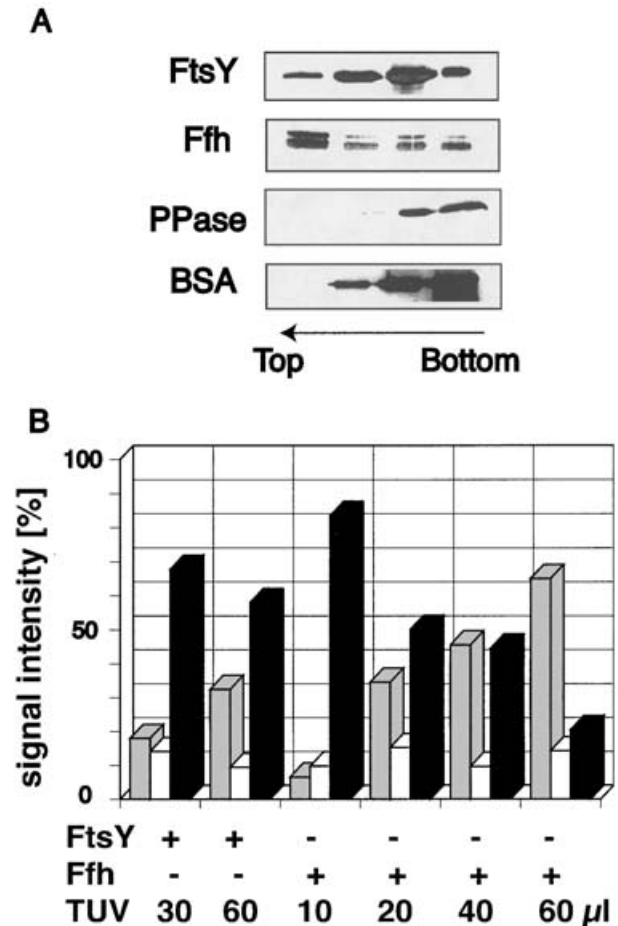 A
FtsY
Ffh
PPase
BSA
Top Bottom
B
100
50
0
signal intensity [%]
FtsY + + - - - -
Ffh - - + + + +
TUV 30 60 10 20 40 60 µl